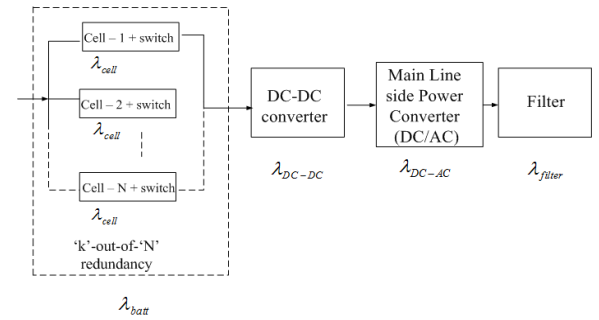 Cell – 1 + switch
λcell
Cell – 2 + switch
λcell
Cell – N + switch
λcell
‘k’-out-of-‘N’
redundancy
λbatt
DC-DC
converter
λDC–DC
Main Line
side Power
Converter
(DC/AC)
λDC–AC
Filter
λfilter